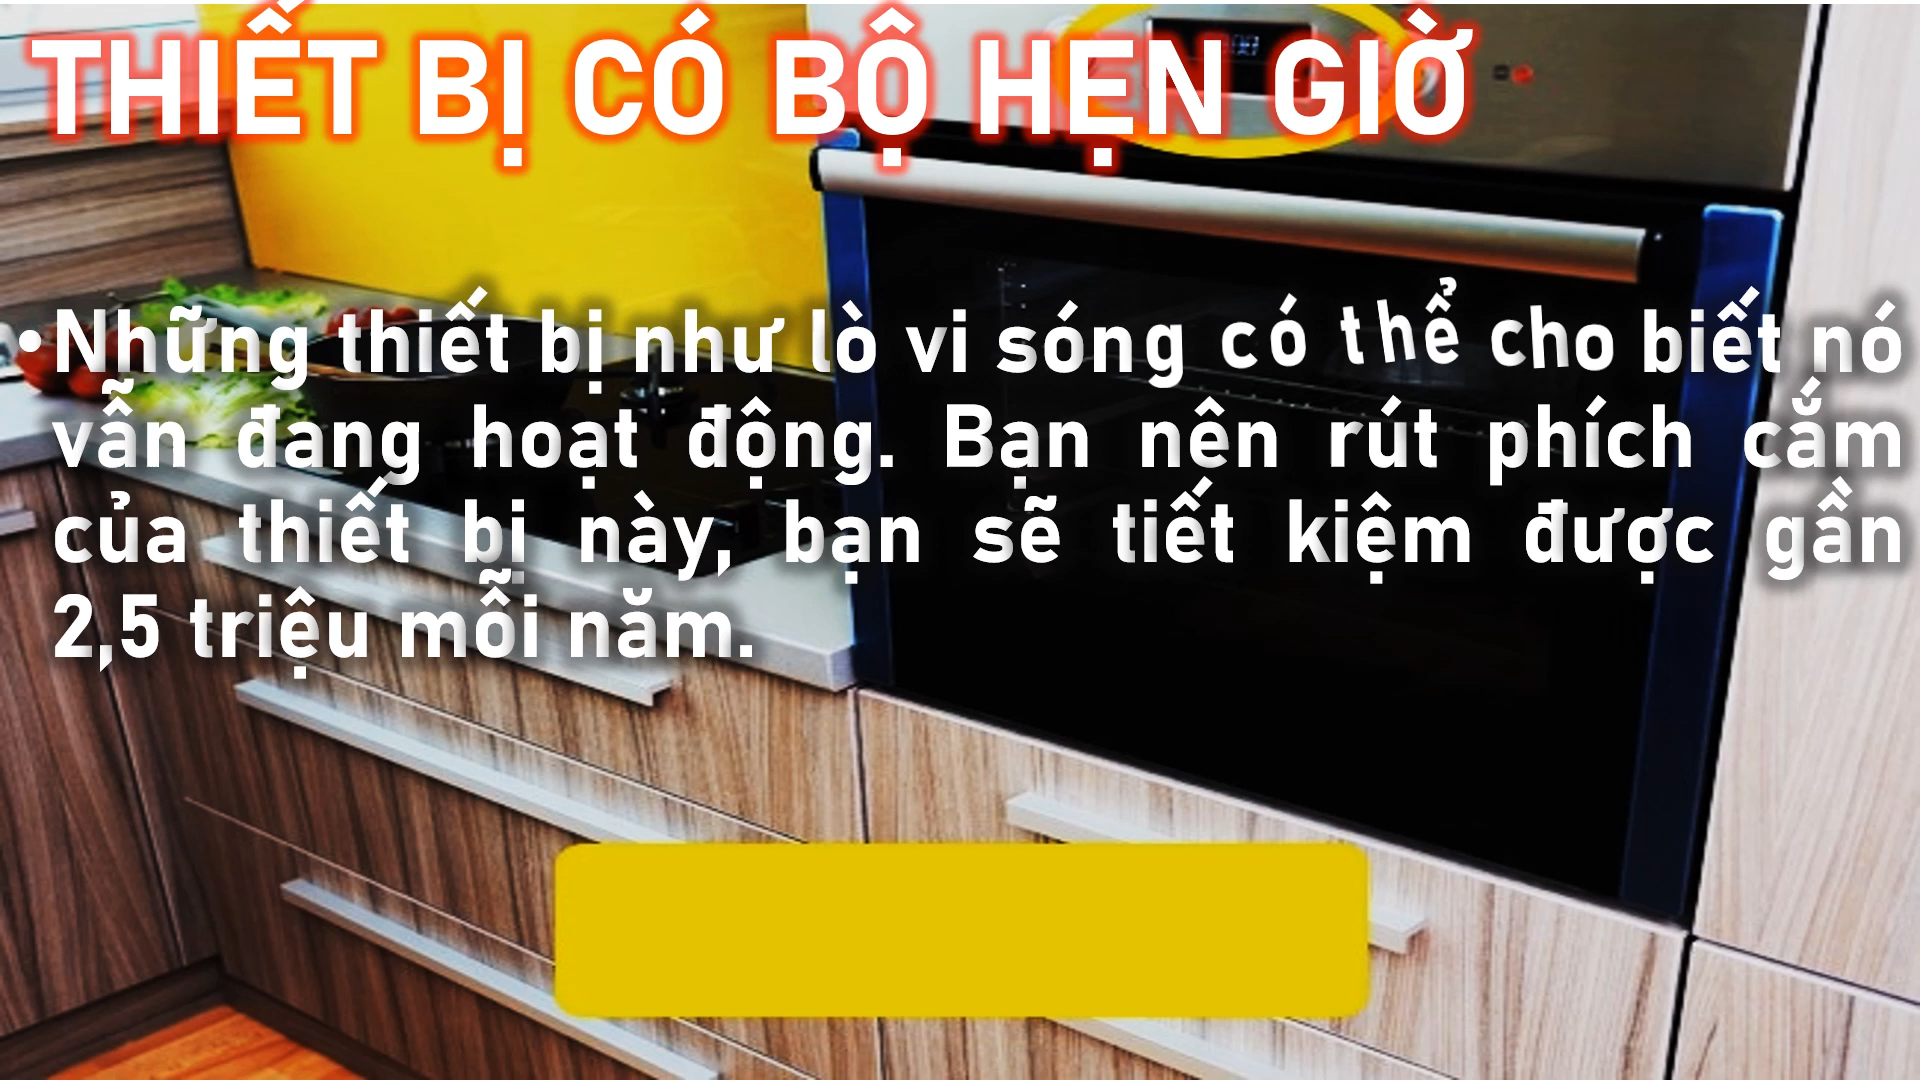 THIẾT BỊ CÓ BỘ HẸN GIỜ
•Những thiết bị như lò vi sóng có thể cho biết nó
vẫn đang hoạt động. Bạn nên rút phích cắm
của thiết bị này, bạn sẽ tiết kiệm được gần
2,5 triệu mỗi năm.